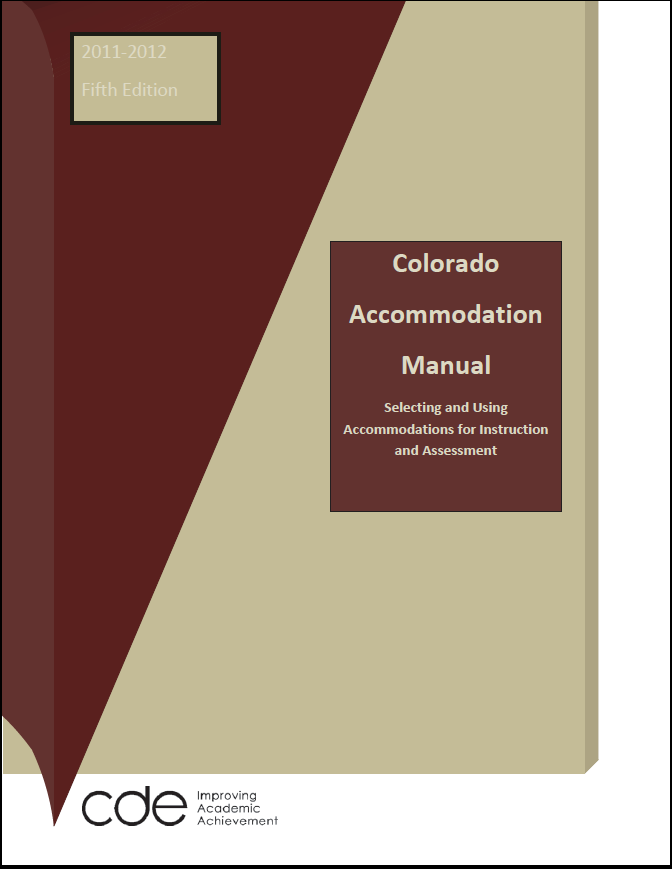 2011-2012
Fifth Edition
Colorado
Accommodation
Manual
Selecting and Using
Accommodations for Instruction
and Assessment
cde
Improving
Academic
Achievement